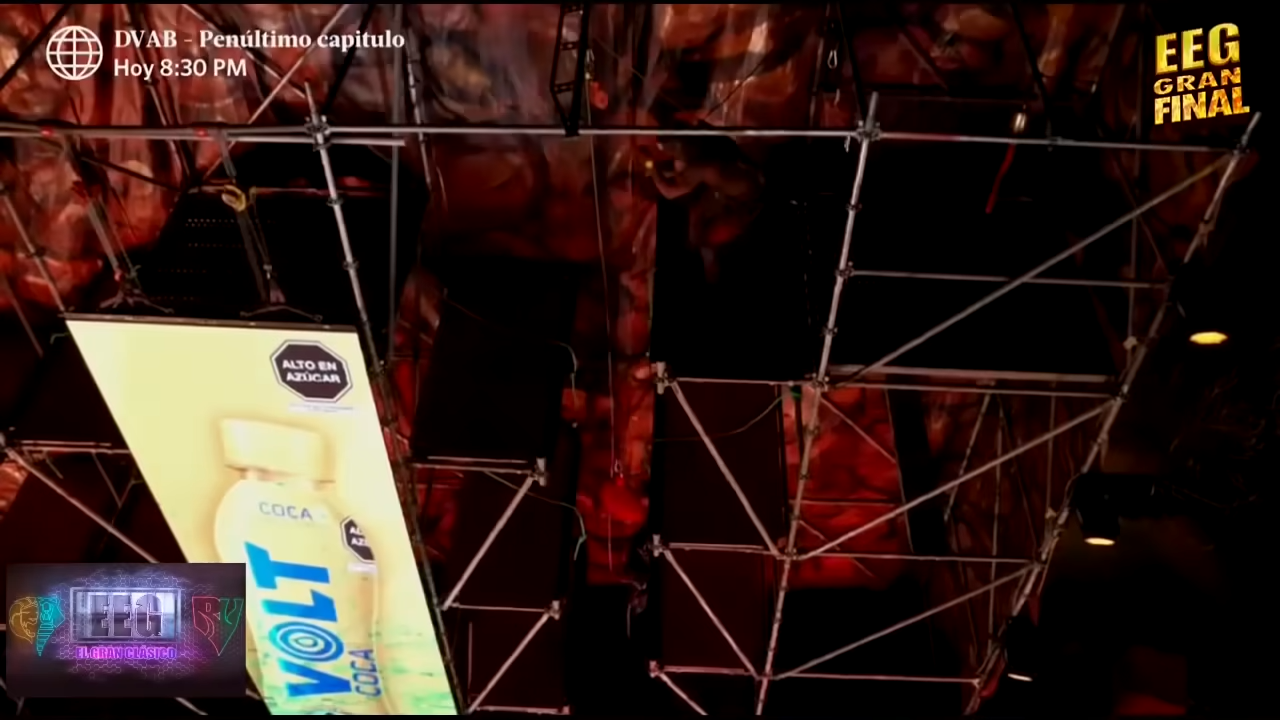 DVAB - Penúltimo capitulo
Hoy 8:30 PM
EEG
GRAN
FINAL
ALTO EN
AZÚCAR
COCA
VOLT
COCA
EEG
RV
EL GRAN CLÁSICO